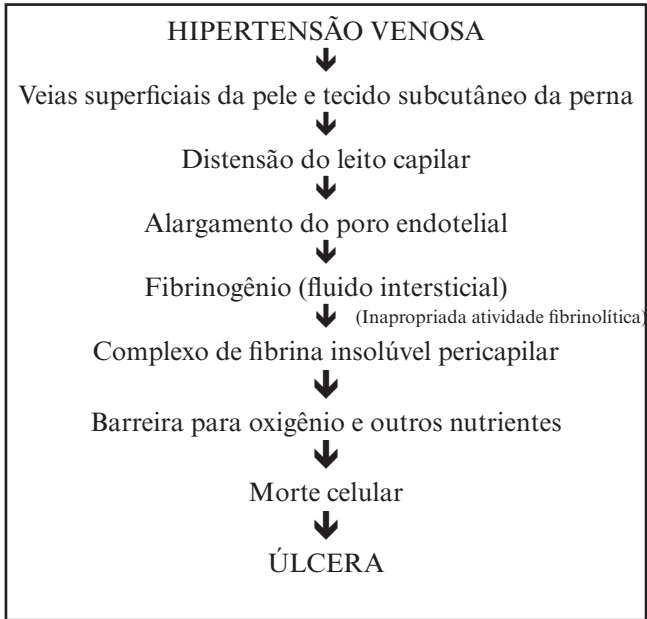 HIPERTENSÃO VENOSA
Veias superficiais da pele e tecido subcutâneo da perna
Distensão do leito capilar
Alargamento do poro endotelial
Fibrinogênio (fluido intersticial)
(Inapropriada atividade fibrinolítica)
Complexo de fibrina insolúvel pericapilar
Barreira para oxigênio e outros nutrientes
Morte celular
ÚLCERA